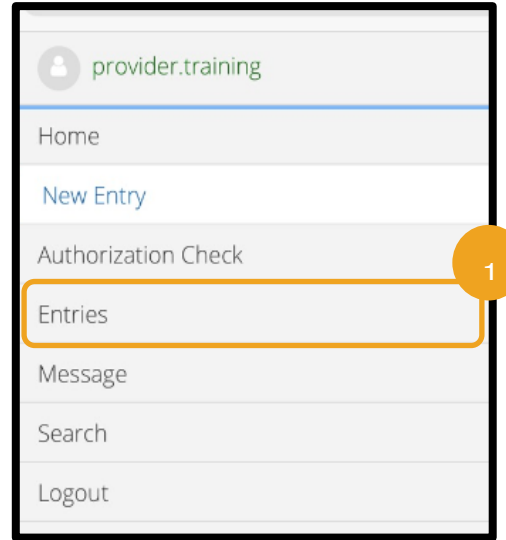 provider.training
Home
New Entry
Authorization Check
1
Entries
Message
Search
Logout